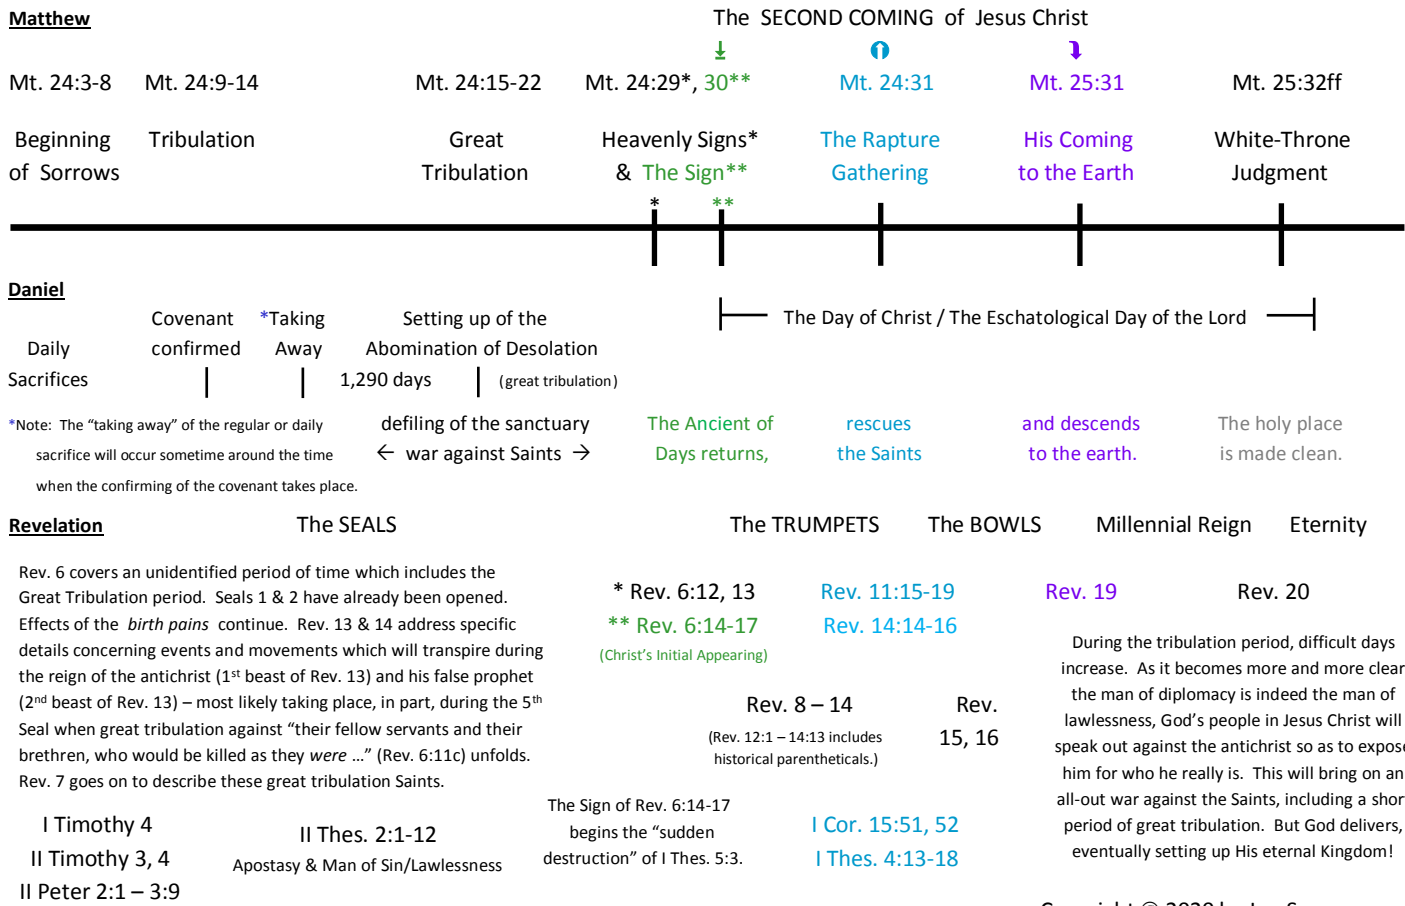 Matthew
The SECOND COMING of Jesus Christ
Mt. 24:3-8 Mt. 24:9-14 Mt. 24:15-22 Mt. 24:29*, 30** Mt. 24:31 Mt. 25:31 Mt. 25:32ff
Beginning Tribulation Great Heavenly Signs* The Rapture His Coming White-Throne
of Sorrows Tribulation & The Sign** Gathering to the Earth Judgment
* **
Daniel
Covenant *Taking Setting up of the The Day of Christ / The Eschatological Day of the Lord
Daily confirmed Away Abomination of Desolation
Sacrifices 1,290 days (great tribulation)
*Note: The “taking away” of the regular or daily
sacrifice will occur sometime around the time
when the confirming of the covenant takes place.
defiling of the sanctuary The Ancient of rescues and descends The holy place
← war against Saints → Days returns, the Saints to the earth. is made clean.
Revelation The SEALS The TRUMPETS The BOWLS Millennial Reign Eternity
Rev. 6 covers an unidentified period of time which includes the
Great Tribulation period. Seals 1 & 2 have already been opened.
Effects of the birth pains continue. Rev. 13 & 14 address specific
details concerning events and movements which will transpire during
the reign of the antichrist (1st beast of Rev. 13) and his false prophet
(2nd beast of Rev. 13) – most likely taking place, in part, during the 5th
Seal when great tribulation against “their fellow servants and their
brethren, who would be killed as they were …” (Rev. 6:11c) unfolds.
Rev. 7 goes on to describe these great tribulation Saints.
* Rev. 6:12, 13 Rev. 11:15-19 Rev. 19 Rev. 20
** Rev. 6:14-17 Rev. 14:14-16
(Christ’s Initial Appearing)
Rev. 8 – 14 Rev.
(Rev. 12:1 – 14:13 includes 15, 16
historical parentheticals.)
During the tribulation period, difficult days
increase. As it becomes more and more clear
the man of diplomacy is indeed the man of
lawlessness, God’s people in Jesus Christ will
speak out against the antichrist so as to expose
him for who he really is. This will bring on an
all-out war against the Saints, including a short
period of great tribulation. But God delivers,
eventually setting up His eternal Kingdom!
I Timothy 4
II Timothy 3, 4
II Peter 2:1 – 3:9
II Thes. 2:1-12
Apostasy & Man of Sin/Lawlessness
The Sign of Rev. 6:14-17
begins the “sudden
destruction” of I Thes. 5:3.
I Cor. 15:51, 52
I Thes. 4:13-18